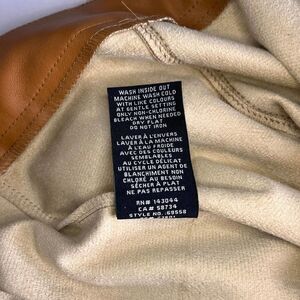 WASH INSIDE OUT
MACHINE WASH COLD
WITH LIKE COLOURS
AT GENTLE SETTING
ONLY NON-CHLORINE
BLEACH WHEN NEEDED
DRY FLAT
DO NOT IRON
LAVER À L'ENVERS
LAVER À LA MACHINE
À L'EAU FROIDE
AVEC DES COULEURS
SEMBLABLES
AU CYCLE DÉLICAT
UTILISER UN AGENT DE
BLANCHIMENT NON
CHLORÉ AU BESOIN
SÉCHER À PLAT
NE PAS REPASSER
RN# 143044
CA# 58734
STYLE NO. 69558